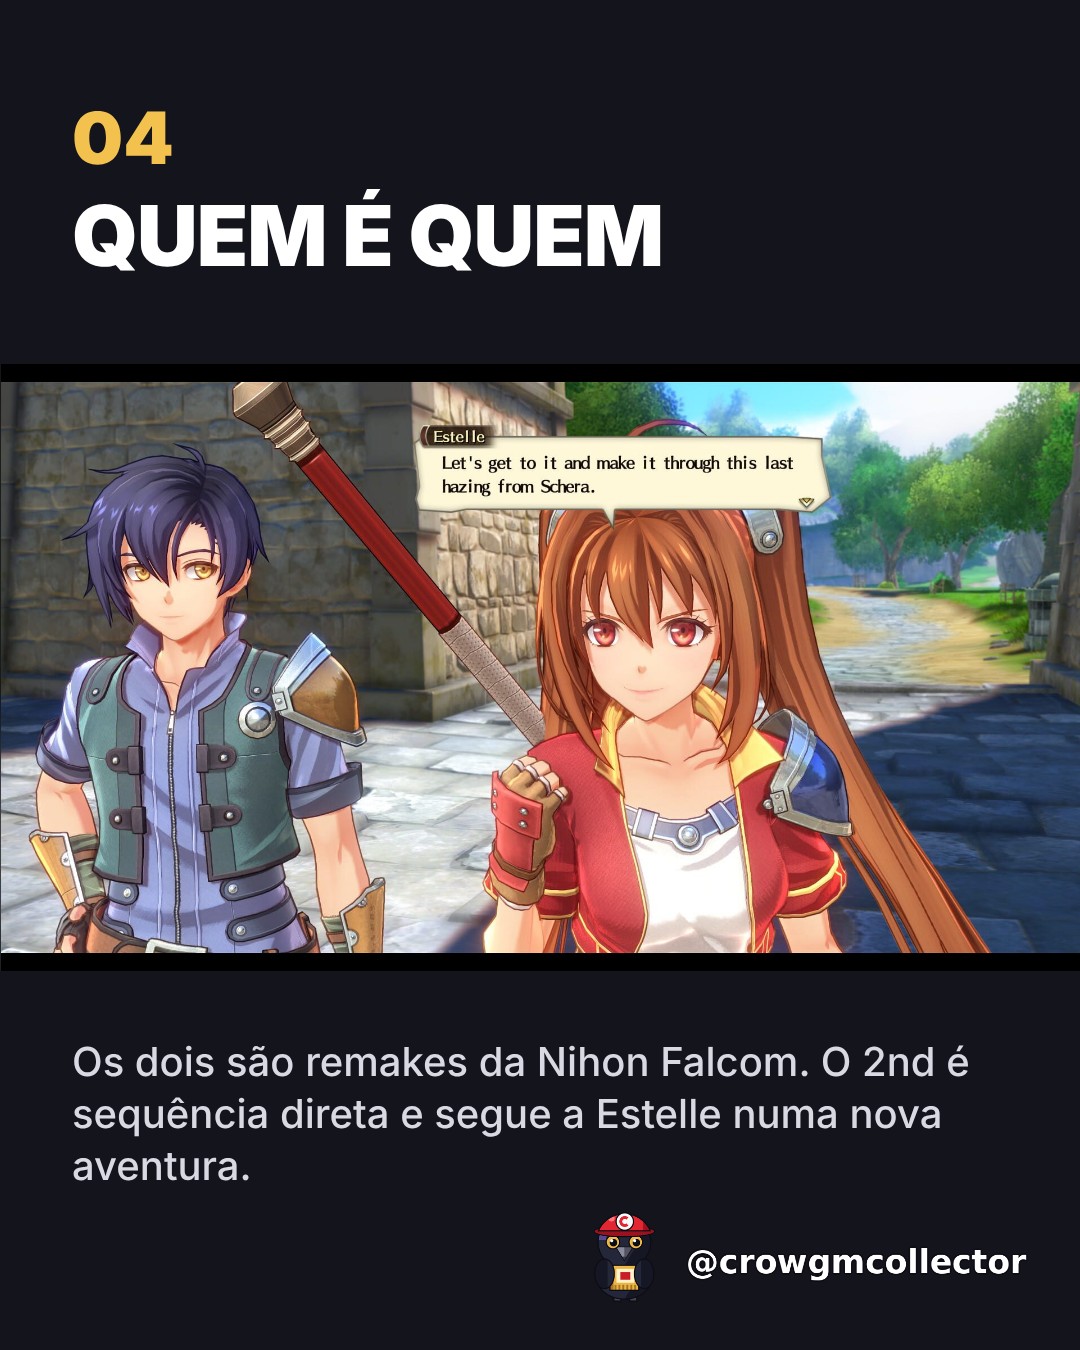 04
QUEM É QUEM
Estelle
Let's get to it and make it through this last
hazing from Schera.
Os dois são remakes da Nihon Falcom. O 2nd é
sequência direta e segue a Estelle numa nova
aventura.
C
@crowgmcollector